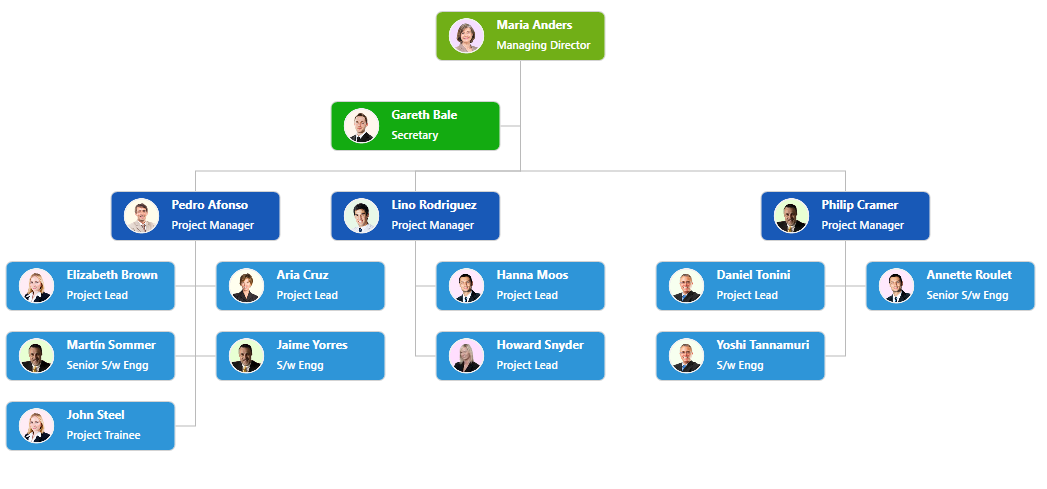 Maria Anders
Managing Director
Gareth Bale
Secretary
Pedro Afonso
Project Manager
Lino Rodriguez
Project Manager
Philip Cramer
Project Manager
Elizabeth Brown
Project Lead
Aria Cruz
Project Lead
Hanna Moos
Project Lead
Daniel Tonini
Project Lead
Annette Roulet
Senior S/w Engg
Martín Sommer
Senior S/w Engg
Jaime Yorres
S/w Engg
Howard Snyder
Project Lead
Yoshi Tannamuri
S/w Engg
John Steel
Project Trainee